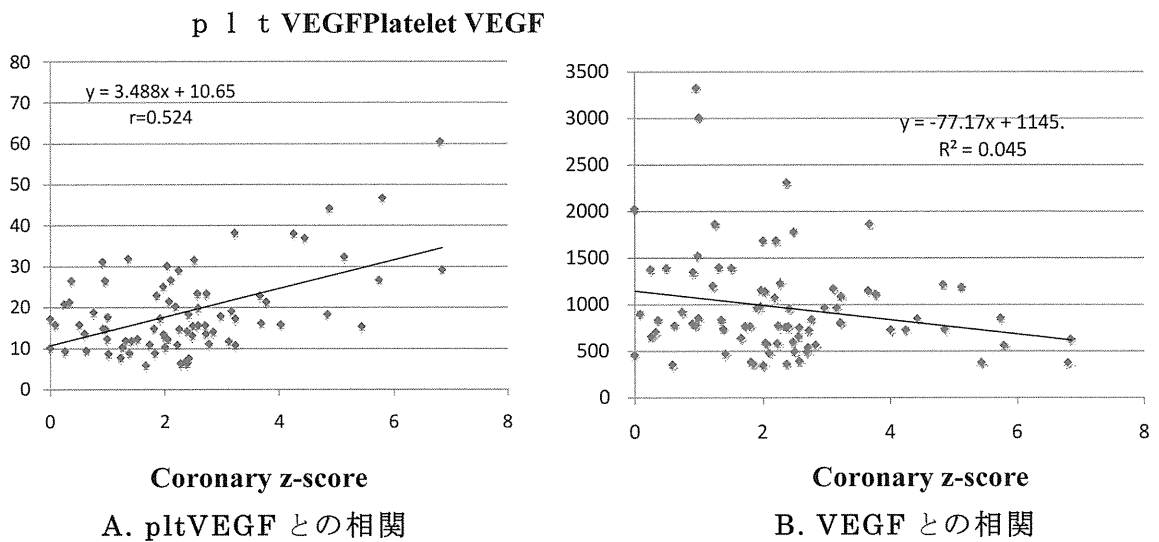 ｐｌｔ VEGFPlatelet VEGF
80
70
60
50
40
30
20
10
0
y = 3.488x + 10.65
r=0.524
0 2 4 6 8
Coronary z-score
A. pltVEGF との相関
3500
3000
2500
2000
1500
1000
500
0
y = -77.17x + 1145.
R² = 0.045
0 2 4 6 8
Coronary z-score
B. VEGF との相関